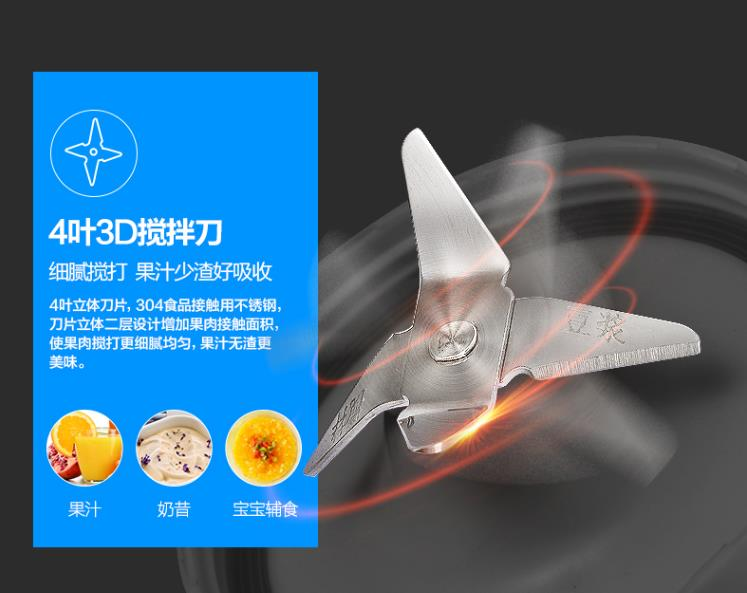 4叶3D搅拌刀
细腻搅打 果汁少渣好吸收
4叶立体刀片，304食品接触用不锈钢，
刀片立体二层设计增加果肉接触面积，
使果肉搅打更细腻均匀，果汁无渣更
美味。
果汁 奶昔 宝宝辅食
豆浆